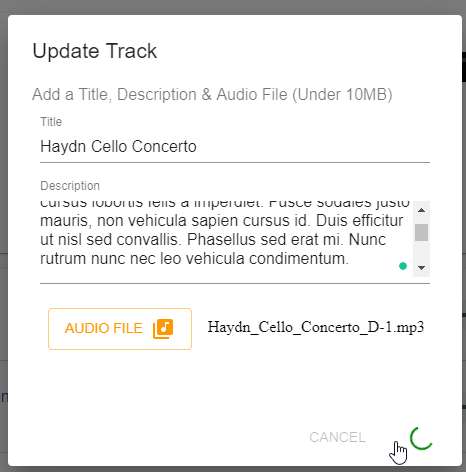 Update Track
Add a Title, Description & Audio File (Under 10MB)
Title
Haydn Cello Concerto
Description
cursus lobortis felis a imperdiet. Fusce sodales justo
mauris, non vehicula sapien cursus id. Duis efficitur
ut nisl sed convallis. Phasellus sed erat mi. Nunc
rutrum nunc nec leo vehicula condimentum.
AUDIO FILE
Haydn_Cello_Concerto_D-1.mp3
CANCEL